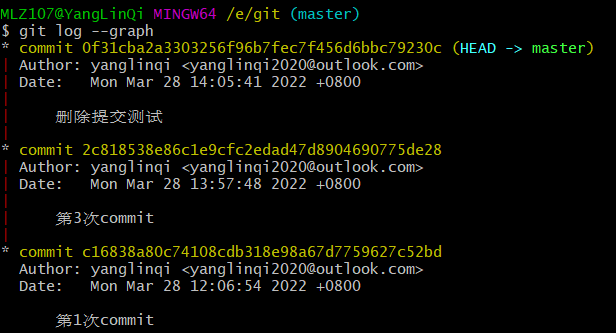 MLZ107@YangLinQi MINGW64 /e/git (master)
$ git log --graph
* commit 0f31cba2a3303256f96b7fec7f456d6bbc79230c (HEAD -> master)
| Author: yanglinqi <yanglinqi2020@outlook.com>
| Date:   Mon Mar 28 14:05:41 2022 +0800
|
|     删除提交测试
|
* commit 2c818538e86c1e9cfc2edad47d8904690775de28
| Author: yanglinqi <yanglinqi2020@outlook.com>
| Date:   Mon Mar 28 13:57:48 2022 +0800
|
|     第3次commit
|
* commit c16838a80c74108cdb318e98a67d7759627c52bd
  Author: yanglinqi <yanglinqi2020@outlook.com>
  Date:   Mon Mar 28 12:06:54 2022 +0800

      第1次commit